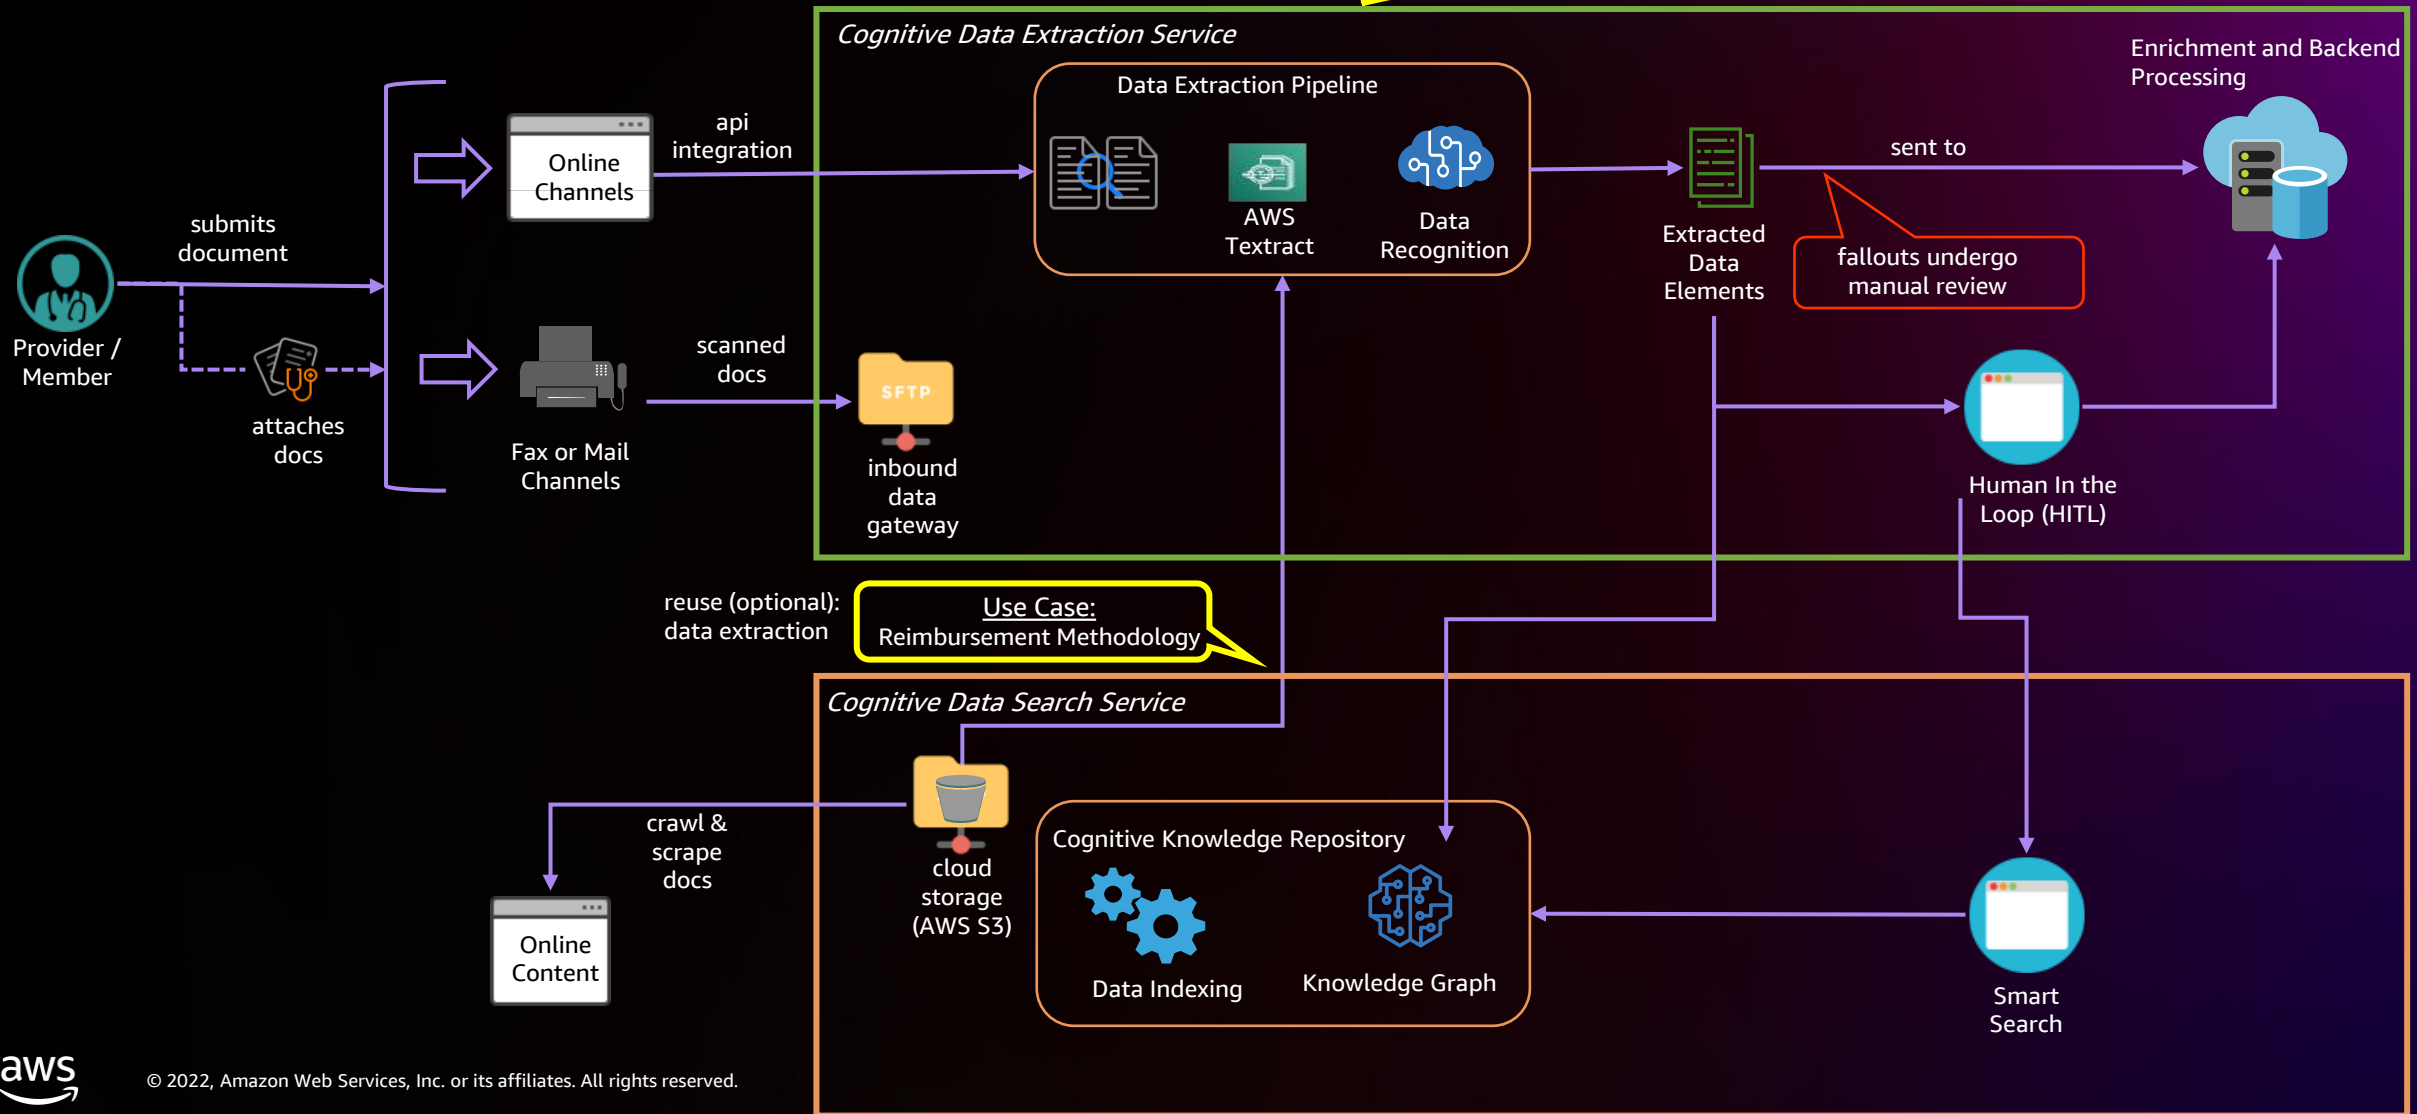 Cognitive Data Extraction Service
Enrichment and Backend
Processing
Data Extraction Pipeline
api
integration
Online
Channels
sent to
submits
document
AWS
Textract
Data
Recognition
Extracted
Data
Elements
fallouts undergo
manual review
Provider /
Member
scanned
docs
SFTP
attaches
docs
Fax or Mail
Channels
inbound
data
gateway
Human In the
Loop (HITL)
reuse (optional):
data extraction
Use Case:
Reimbursement Methodology
Cognitive Data Search Service
crawl &
scrape
docs
Cognitive Knowledge Repository
cloud
storage
(AWS S3)
Online
Content
Data Indexing
Knowledge Graph
Smart
Search
aws
© 2022, Amazon Web Services, Inc. or its affiliates. All rights reserved.